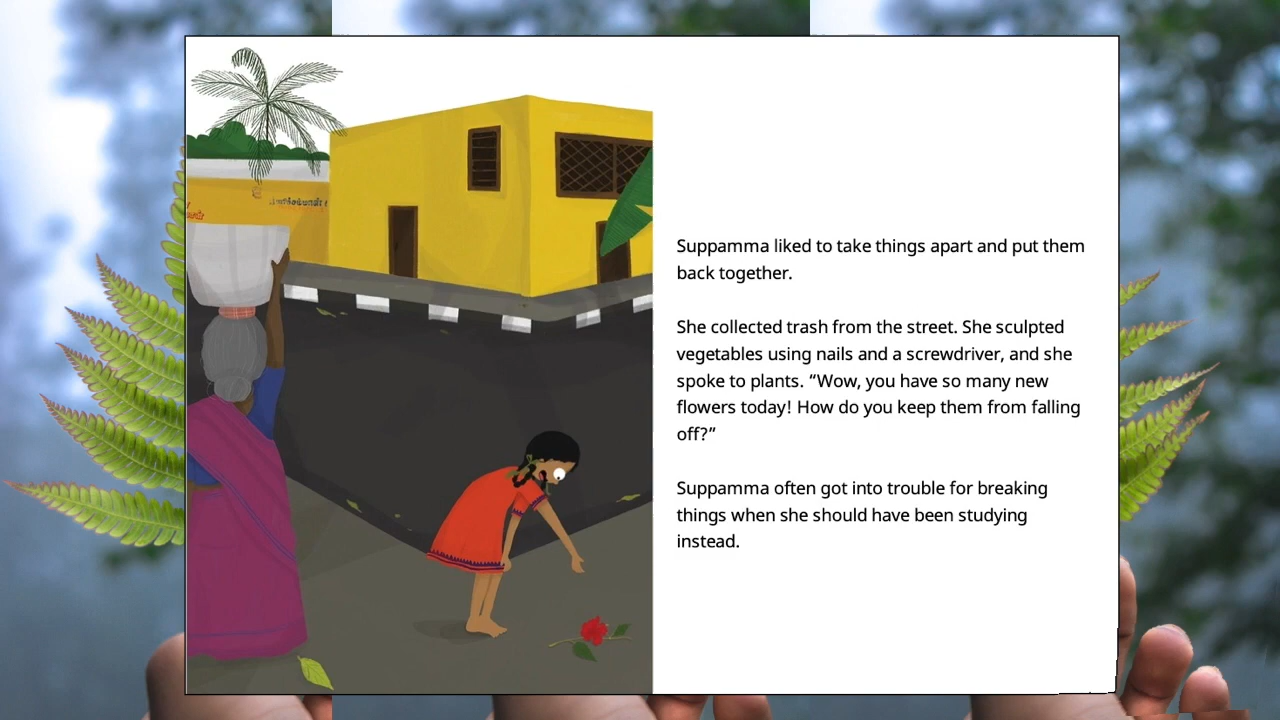 Suppamma liked to take things apart and put them
back together.
She collected trash from the street. She sculpted
vegetables using nails and a screwdriver, and she
spoke to plants. “Wow, you have so many new
flowers today! How do you keep them from falling
off?”
Suppamma often got into trouble for breaking
things when she should have been studying
instead.